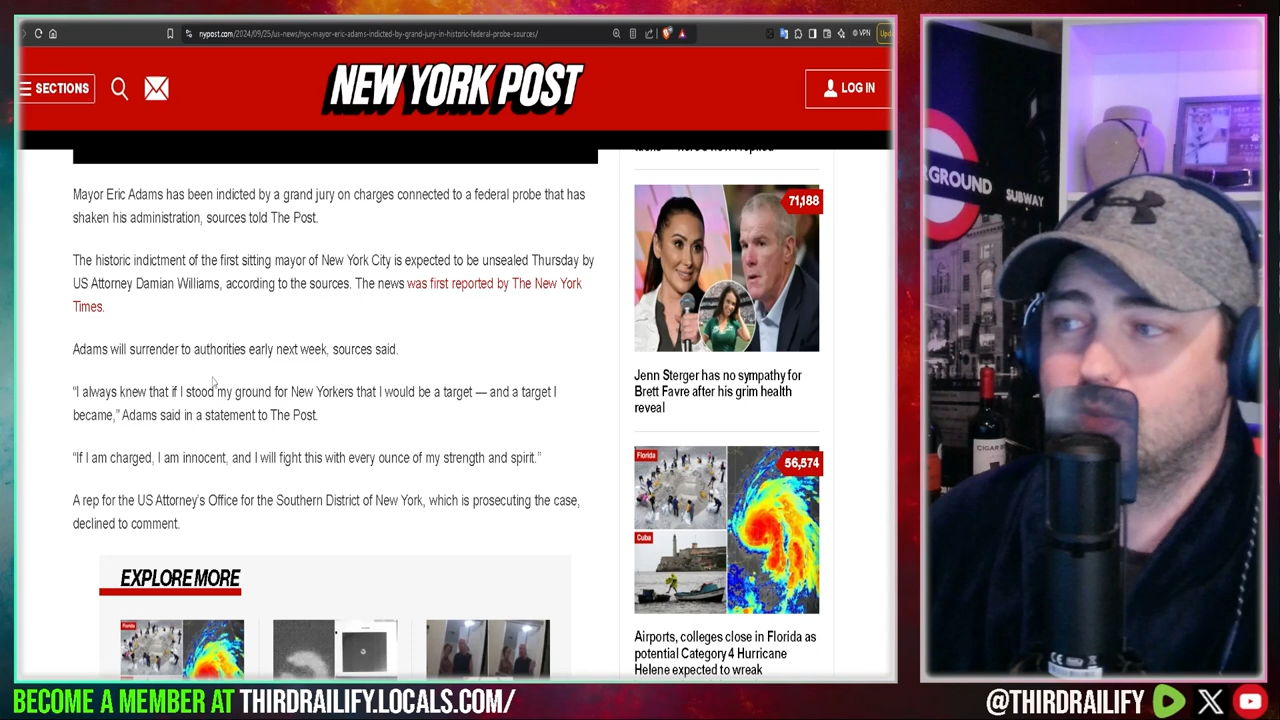 nypost.com/2024/09/25/us-news/nyc-mayor-eric-adams-indicted-by-grand-jury-in-historic-federal-probe-sources/
VPN
SECTIONS
NEW YORK POST
LOG IN
Mayor Eric Adams has been indicted by a grand jury on charges connected to a federal probe that has
shaken his administration, sources told The Post.
The historic indictment of the first sitting mayor of New York City is expected to be unsealed Thursday by
US Attorney Damian Williams, according to the sources. The news was first reported by The New York
Times.
Adams will surrender to authorities early next week, sources said.
“I always knew that if I stood my ground for New Yorkers that I would be a target — and a target I
became,” Adams said in a statement to The Post.
“If I am charged, I am innocent, and I will fight this with every ounce of my strength and spirit.”
A rep for the US Attorney’s Office for the Southern District of New York, which is prosecuting the case,
declined to comment.
EXPLORE MORE
Florida
71,188
Jenn Sterger has no sympathy for
Brett Favre after his grim health
reveal
Florida
56,574
Cuba
Airports, colleges close in Florida as
potential Category 4 Hurricane
Helene expected to wreak
GROUND
SUBWAY
CIGAR
BECOME A MEMBER AT THIRDRAILIFY.LOCALS.COM/
@THIRDRAILIFY